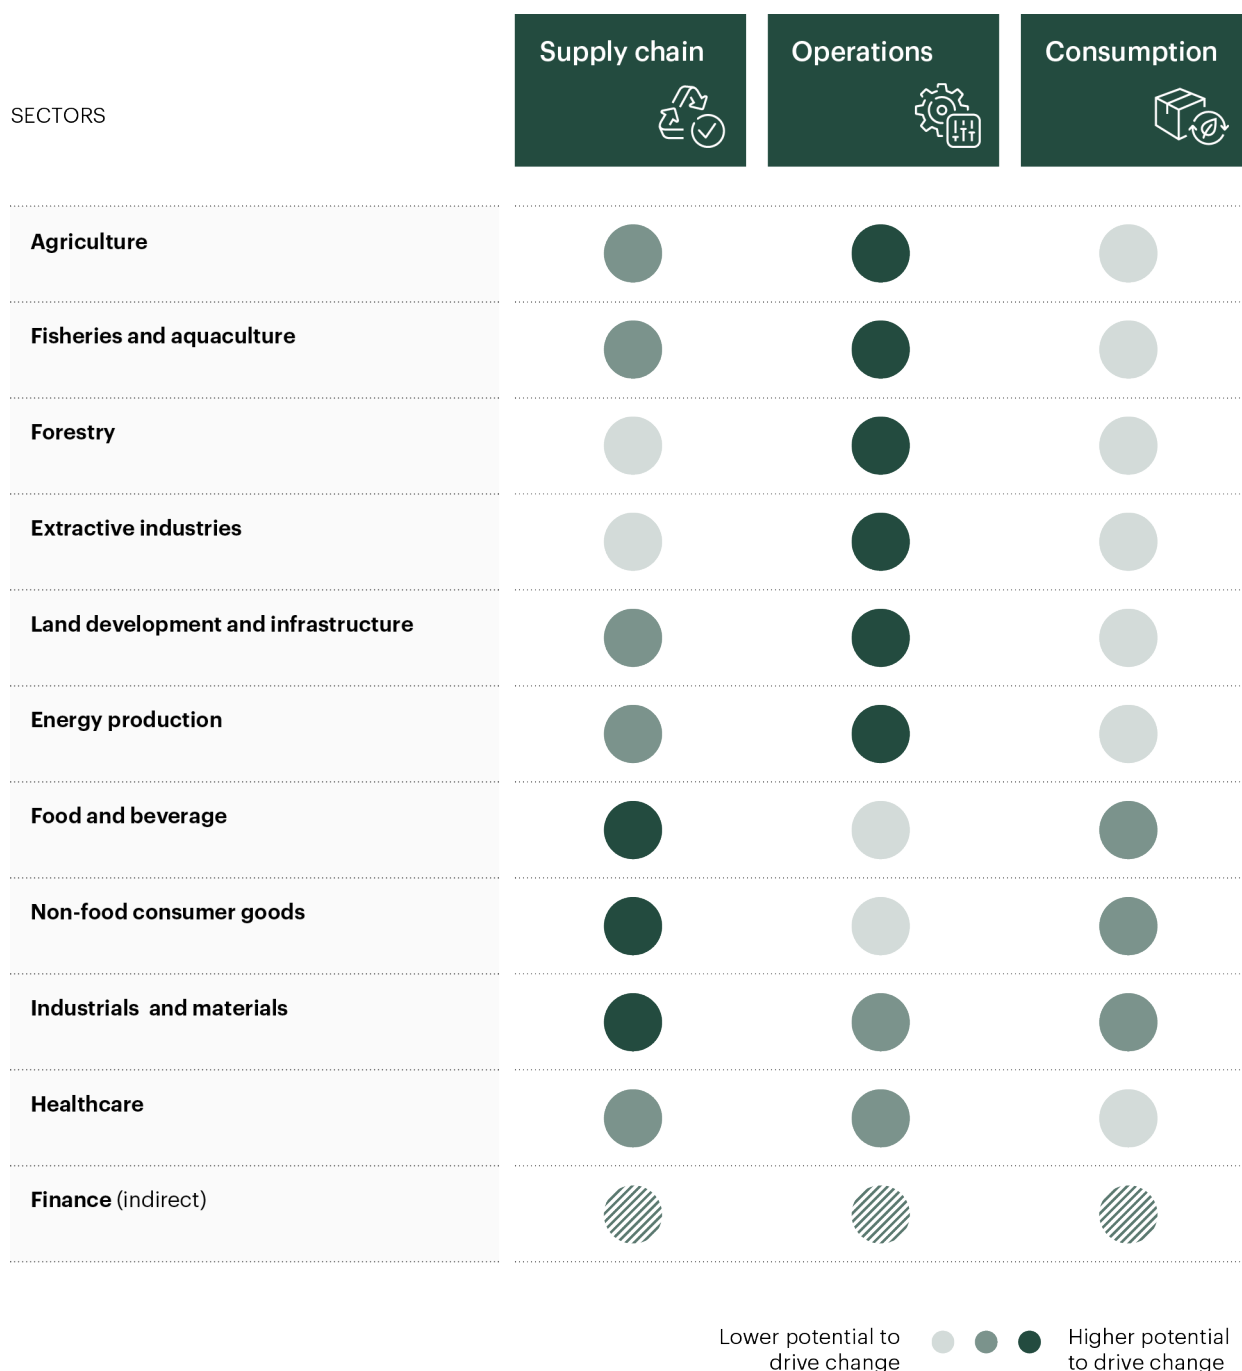 Supply chain
Operations
Consumption
SECTORS
Agriculture
Fisheries and aquaculture
Forestry
Extractive industries
Land development and infrastructure
Energy production
Food and beverage
Non-food consumer goods
Industrials  and materials
Healthcare
Finance (indirect)
Lower potential to
drive change
Higher potential
to drive change